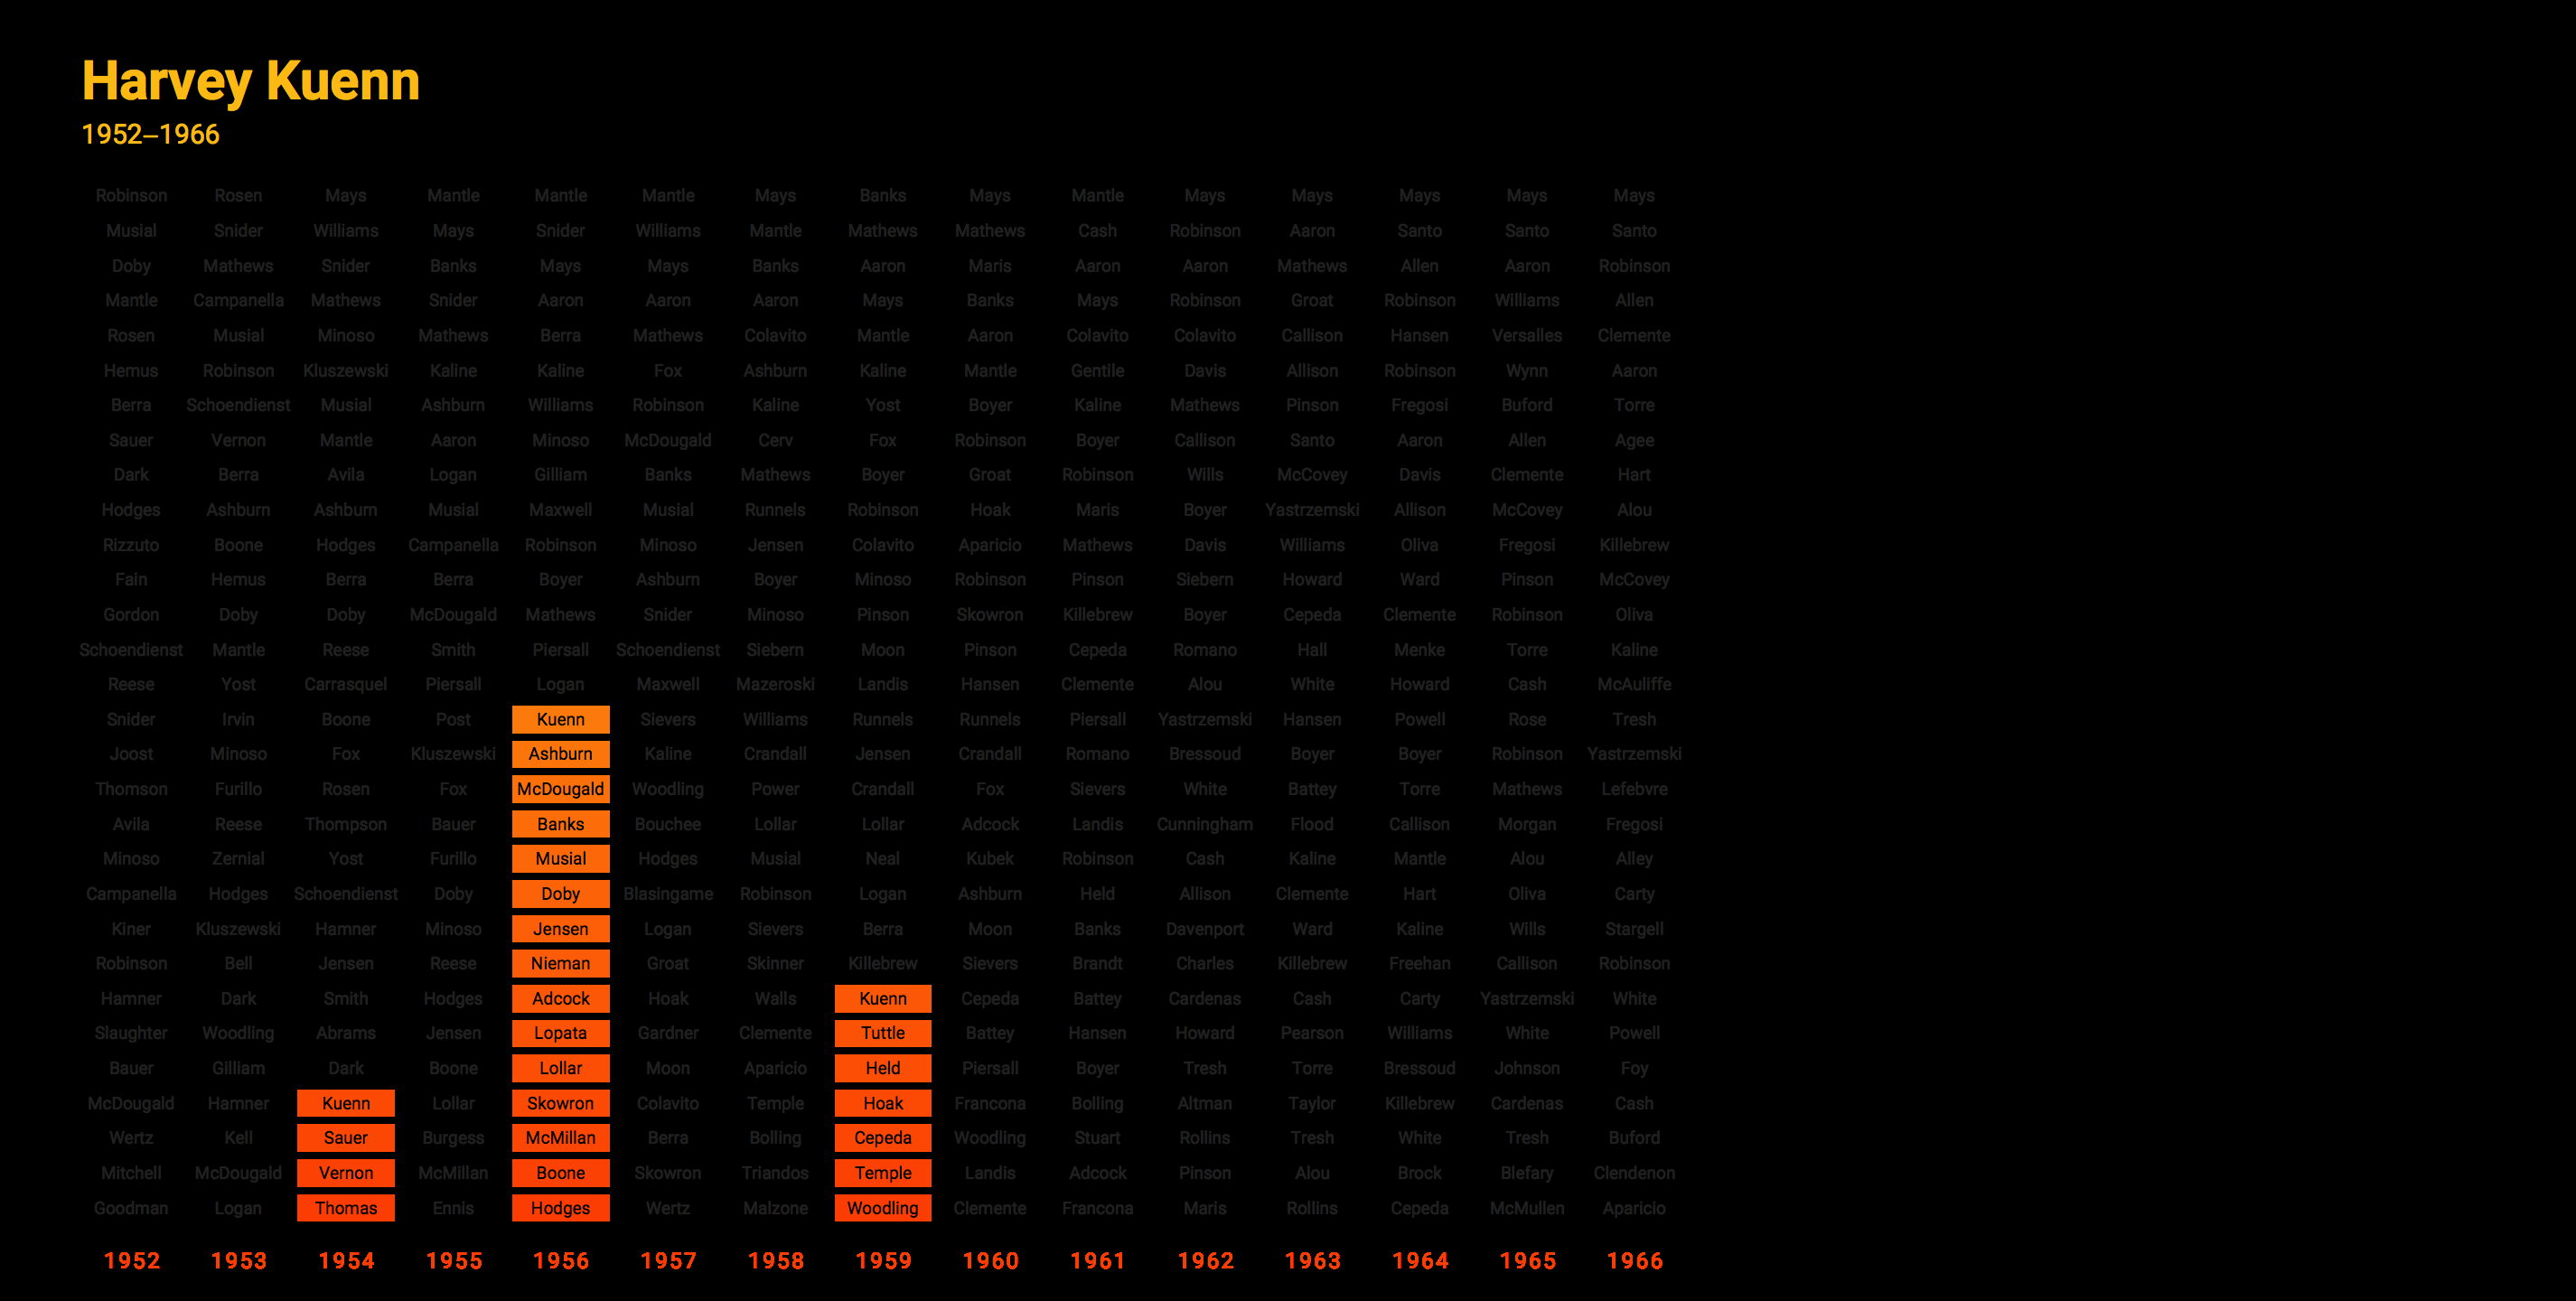 Harvey Kuenn
1952–1966
Robinson Rosen Mays Mantle Mantle Mantle Mays Banks Mays Mantle Mays Mays Mays Mays Mays
Musial Snider Williams Mays Snider Williams Mantle Mathews Mathews Cash Robinson Aaron Santo Santo Santo
Doby Mathews Snider Banks Mays Mays Banks Aaron Maris Aaron Aaron Mathews Allen Aaron Robinson
Mantle Campanella Mathews Snider Aaron Aaron Aaron Mays Banks Mays Robinson Groat Robinson Williams Allen
Rosen Musial Minoso Mathews Berra Mathews Colavito Mantle Aaron Colavito Colavito Callison Hansen Versalles Clemente
Hemus Robinson Kluszewski Kaline Kaline Fox Ashburn Kaline Mantle Gentile Davis Allison Robinson Wynn Aaron
Berra Schoendienst Musial Ashburn Williams Robinson Kaline Yost Boyer Kaline Mathews Pinson Fregosi Buford Torre
Sauer Vernon Mantle Aaron Minoso McDougald Cerv Fox Robinson Boyer Callison Santo Aaron Allen Agee
Dark Berra Avila Logan Gilliam Banks Mathews Boyer Groat Robinson Wills McCovey Davis Clemente Hart
Hodges Ashburn Ashburn Musial Maxwell Musial Runnels Robinson Hoak Maris Boyer Yastrzemski Allison McCovey Alou
Rizzuto Boone Hodges Campanella Robinson Minoso Jensen Colavito Aparicio Mathews Davis Williams Oliva Fregosi Killebrew
Fain Hemus Berra Berra Boyer Ashburn Boyer Minoso Robinson Pinson Siebern Howard Ward Pinson McCovey
Gordon Doby Doby McDougald Mathews Snider Minoso Pinson Skowron Killebrew Boyer Cepeda Clemente Robinson Oliva
Schoendienst Mantle Reese Smith Piersall Schoendienst Siebern Moon Pinson Cepeda Romano Hall Menke Torre Kaline
Reese Yost Carrasquel Piersall Logan Maxwell Mazeroski Landis Hansen Clemente Alou White Howard Cash McAuliffe
Snider Irvin Boone Post Kuenn Sievers Williams Runnels Runnels Piersall Yastrzemski Hansen Powell Rose Tresh
Joost Minoso Fox Kluszewski Ashburn Kaline Crandall Jensen Crandall Romano Bressoud Boyer Boyer Robinson Yastrzemski
Thomson Furillo Rosen Fox McDougald Woodling Power Crandall Fox Sievers White Battey Torre Mathews Lefebvre
Avila Reese Thompson Bauer Banks Bouchee Lollar Lollar Adcock Landis Cunningham Flood Callison Morgan Fregosi
Minoso Zernial Yost Furillo Musial Hodges Musial Neal Kubek Robinson Cash Kaline Mantle Alou Alley
Campanella Hodges Schoendienst Doby Doby Blasingame Robinson Logan Ashburn Held Allison Clemente Hart Oliva Carty
Kiner Kluszewski Hamner Minoso Jensen Logan Sievers Berra Moon Banks Davenport Ward Kaline Wills Stargell
Robinson Bell Jensen Reese Nieman Groat Skinner Killebrew Sievers Brandt Charles Killebrew Freehan Callison Robinson
Hamner Dark Smith Hodges Adcock Hoak Walls Kuenn Cepeda Battey Cardenas Cash Carty Yastrzemski White
Slaughter Woodling Abrams Jensen Lopata Gardner Clemente Tuttle Battey Hansen Howard Pearson Williams White Powell
Bauer Gilliam Dark Boone Lollar Moon Aparicio Held Piersall Boyer Tresh Torre Bressoud Johnson Foy
McDougald Hamner Kuenn Lollar Skowron Colavito Temple Hoak Francona Bolling Altman Taylor Killebrew Cardenas Cash
Wertz Kell Sauer Burgess McMillan Berra Bolling Cepeda Woodling Stuart Rollins Tresh White Tresh Buford
Mitchell McDougald Vernon McMillan Boone Skowron Triandos Temple Landis Adcock Pinson Alou Brock Blefary Clendenon
Goodman Logan Thomas Ennis Hodges Wertz Malzone Woodling Clemente Francona Maris Rollins Cepeda McMullen Aparicio
1952 1953 1954 1955 1956 1957 1958 1959 1960 1961 1962 1963 1964 1965 1966